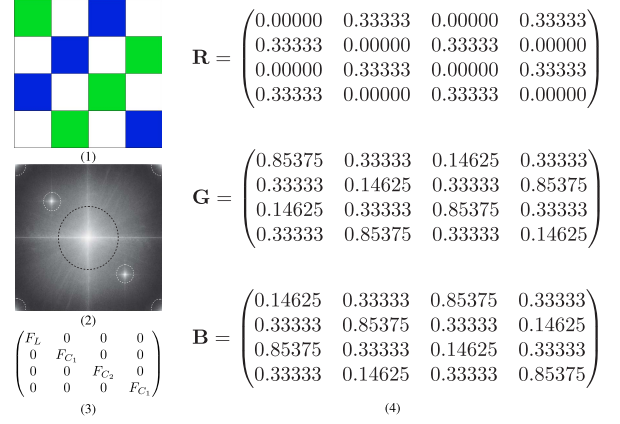 (1)
(2)
F_L 0 0 0
0 F_{C_1} 0 0
0 0 F_{C_2} 0
0 0 0 F_{C_1}
(3)
R =
0.00000 0.33333 0.00000 0.33333
0.33333 0.00000 0.33333 0.00000
0.00000 0.33333 0.00000 0.33333
0.33333 0.00000 0.33333 0.00000
G =
0.85375 0.33333 0.14625 0.33333
0.33333 0.14625 0.33333 0.85375
0.14625 0.33333 0.85375 0.33333
0.33333 0.85375 0.33333 0.14625
B =
0.14625 0.33333 0.85375 0.33333
0.33333 0.85375 0.33333 0.14625
0.85375 0.33333 0.14625 0.33333
0.33333 0.14625 0.33333 0.85375
(4)